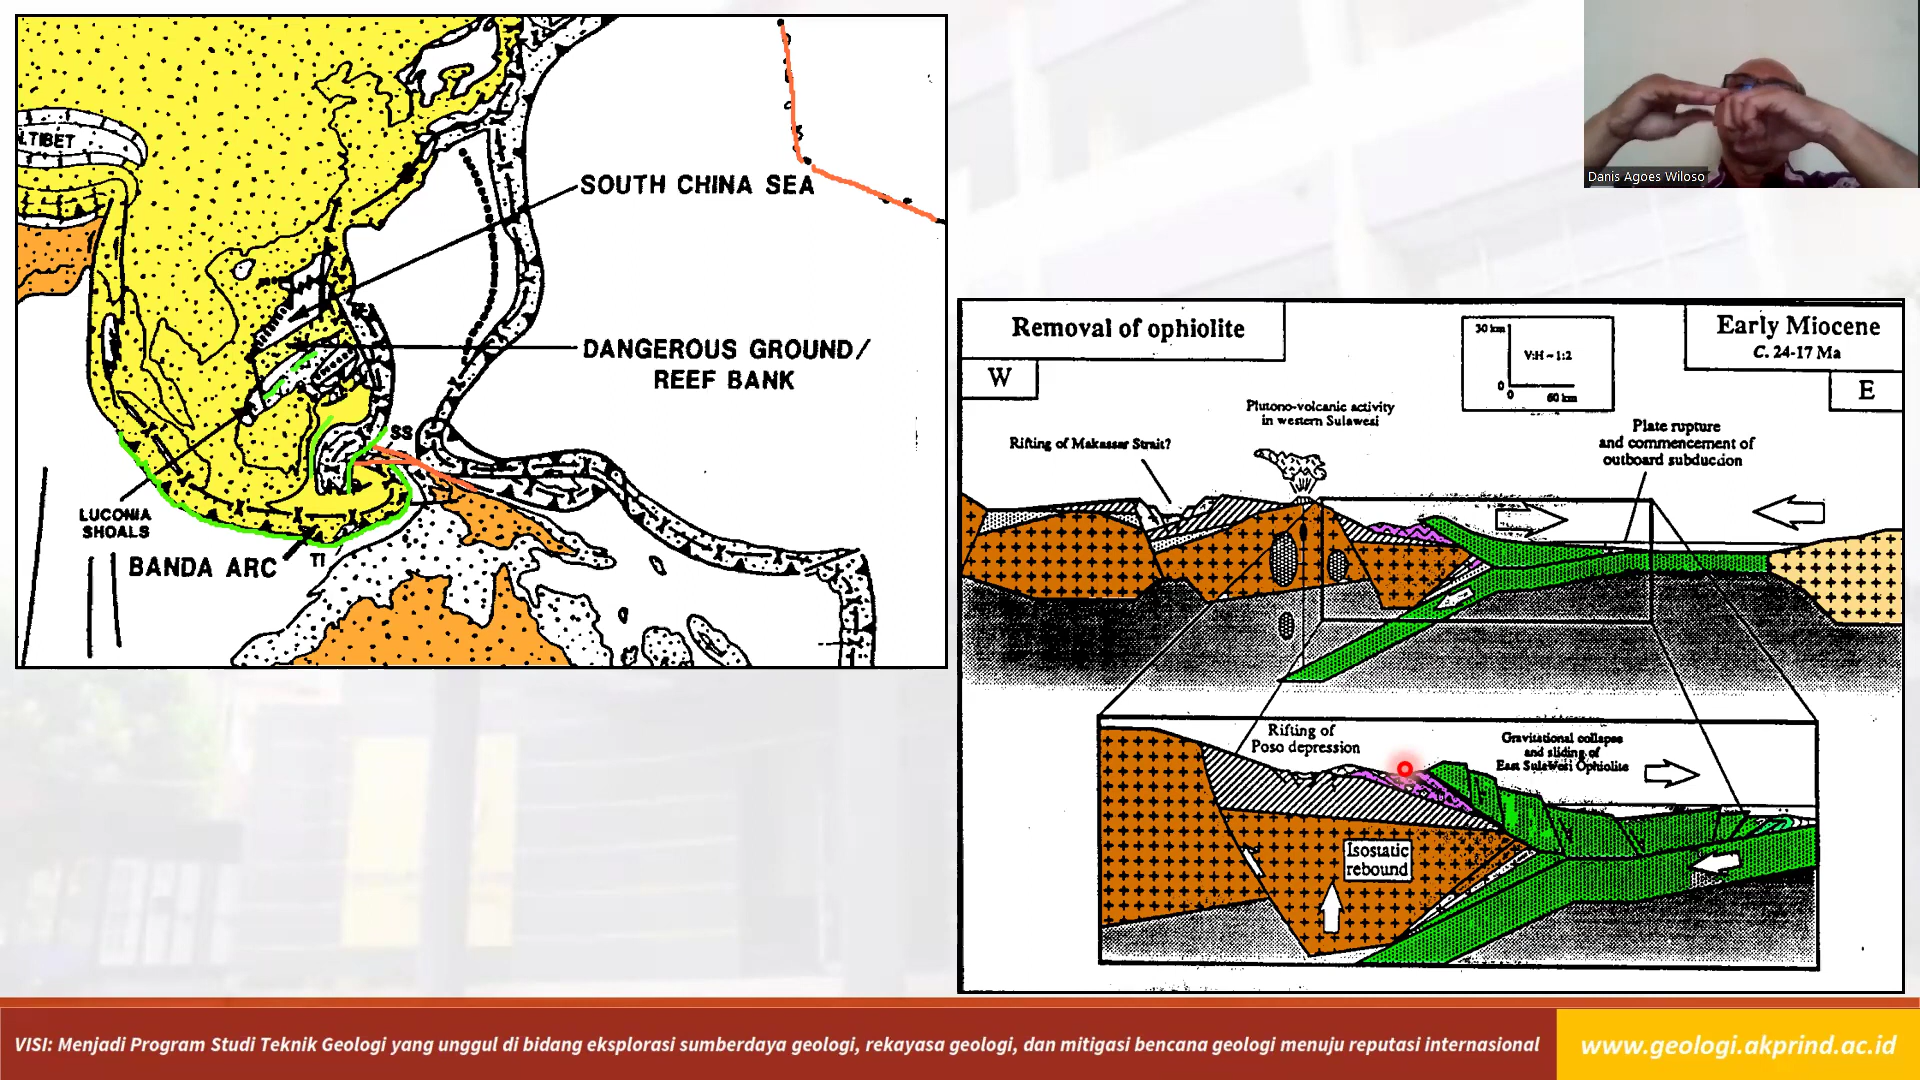 TIBET
SOUTH CHINA SEA
DANGEROUS GROUND/
REEF BANK
SS
LUCONIA
SHOALS
BANDA ARC
TI
Danis Agoes Wiloso
Removal of ophiolite
Early Miocene
C. 24-17 Ma
W
E
30 km
V:H ~ 1:2
0
0
60 km
Plutono-volcanic activity
in western Sulawesi
Rifting of Makassar Strait?
Plate rupture
and commencement of
outboard subduction
Rifting of
Poso depression
Gravitational collapse
and sliding of
East Sulawesi Ophiolite
Isostatic
rebound
VISI: Menjadi Program Studi Teknik Geologi yang unggul di bidang eksplorasi sumberdaya geologi, rekayasa geologi, dan mitigasi bencana geologi menuju reputasi internasional
www.geologi.akprind.ac.id